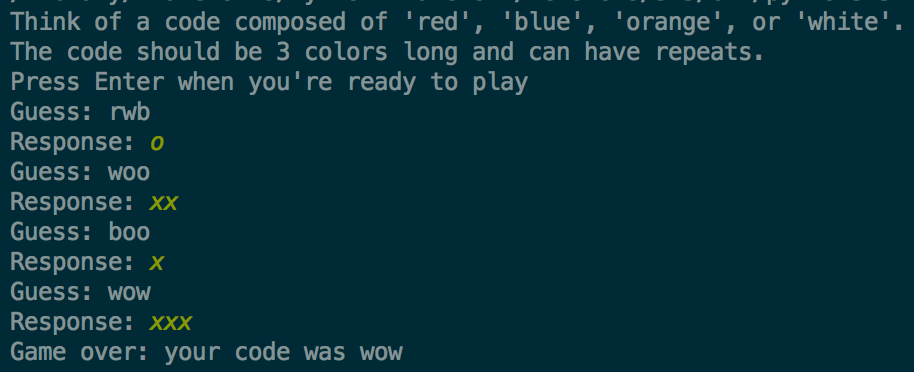 Think of a code composed of 'red', 'blue', 'orange', or 'white'.
The code should be 3 colors long and can have repeats.
Press Enter when you're ready to play
Guess: rwb
Response: o
Guess: woo
Response: xx
Guess: boo
Response: x
Guess: wow
Response: xxx
Game over: your code was wow